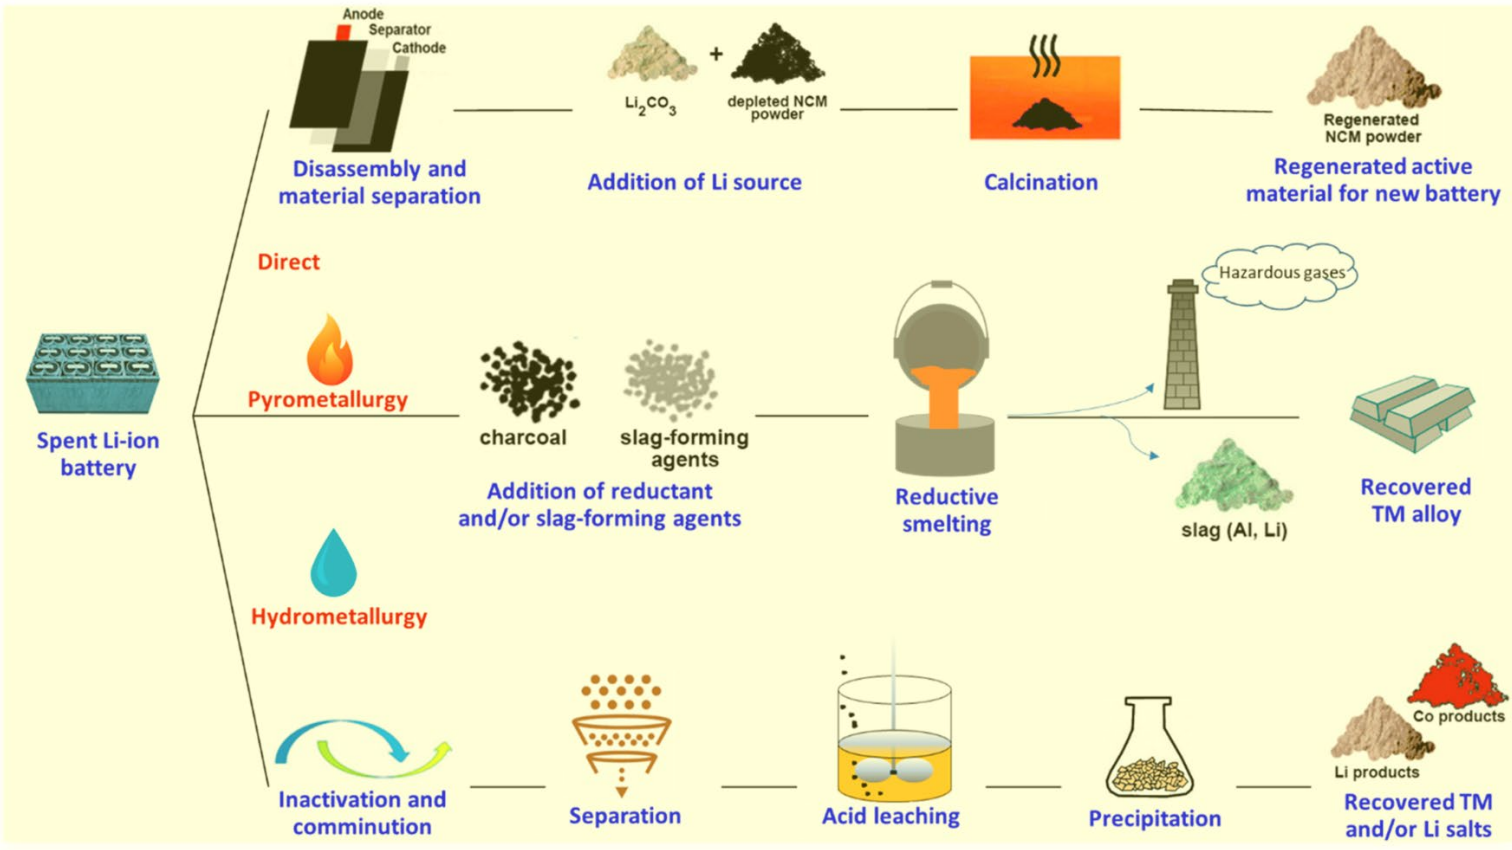 Anode
Separator
Cathode
Disassembly and
material separation
Li2CO3
+
depleted NCM
powder
Addition of Li source
Calcination
Regenerated
NCM powder
Regenerated active
material for new battery
Direct
Spent Li-ion
battery
Pyrometallurgy
charcoal
slag-forming
agents
Addition of reductant
and/or slag-forming agents
Reductive
smelting
Hazardous gases
slag (Al, Li)
Recovered
TM alloy
Hydrometallurgy
Inactivation and
comminution
Separation
Acid leaching
Precipitation
Co products
Li products
Recovered TM
and/or Li salts